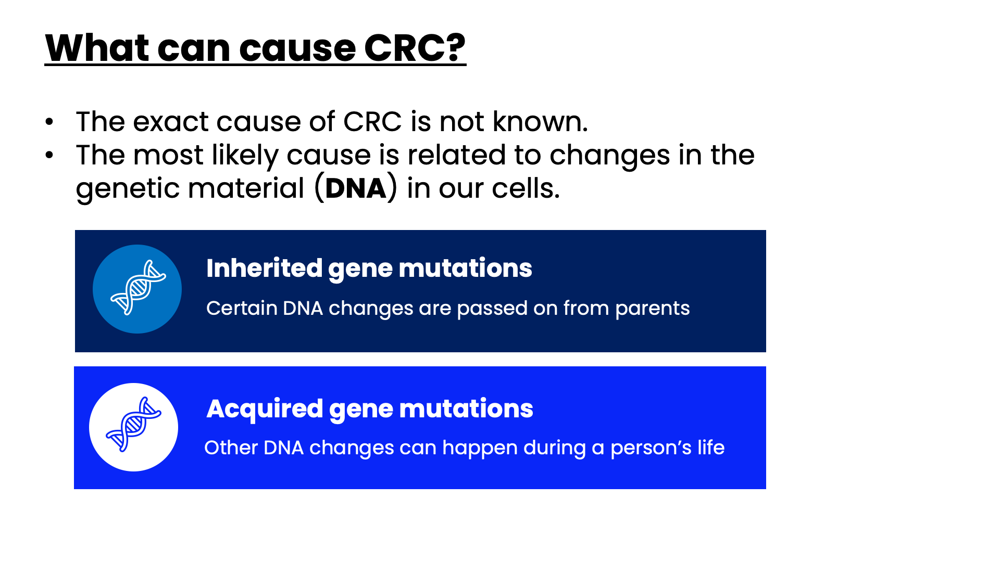 What can cause CRC?
• The exact cause of CRC is not known.
• The most likely cause is related to changes in the
genetic material (DNA) in our cells.
Inherited gene mutations
Certain DNA changes are passed on from parents
Acquired gene mutations
Other DNA changes can happen during a person’s life